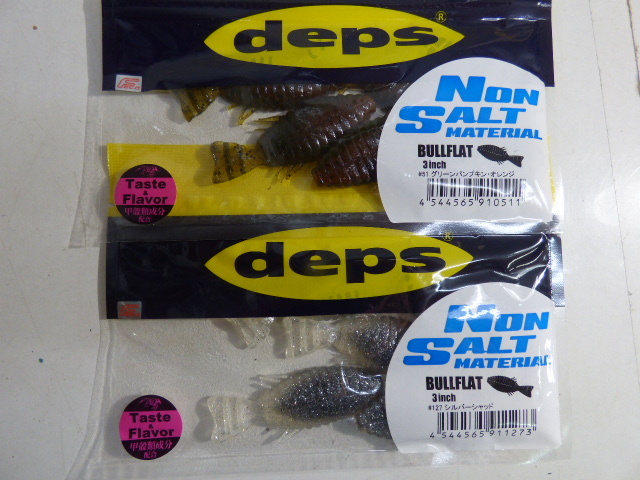 deps®
NON
SALT
MATERIAL
BULLFLAT
3inch
#51 グリーンパンプキン・オレンジ
4 544565 910511
Taste
&
Flavor
甲殻類成分
配合
deps®
NON
SALT
MATERIAL
BULLFLAT
3inch
#127 シルバーシャッド
4 544565 911273
Taste
&
Flavor
甲殻類成分
配合